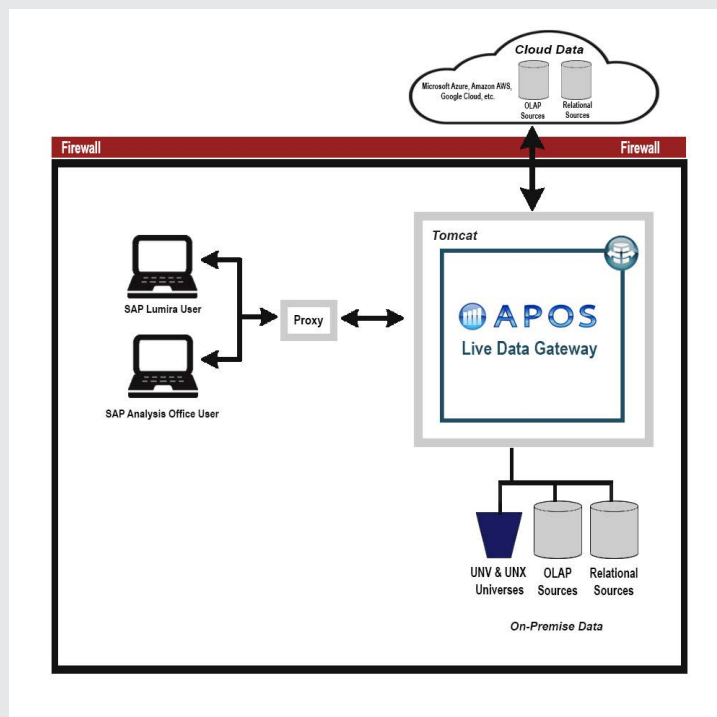 Cloud Data
Microsoft Azure, Amazon AWS,
Google Cloud, etc.
OLAP
Sources
Relational
Sources
Firewall
Firewall
Tomcat
APOS
Live Data Gateway
SAP Lumira User
Proxy
SAP Analysis Office User
UNV & UNX
Universes
OLAP
Sources
Relational
Sources
On-Premise Data